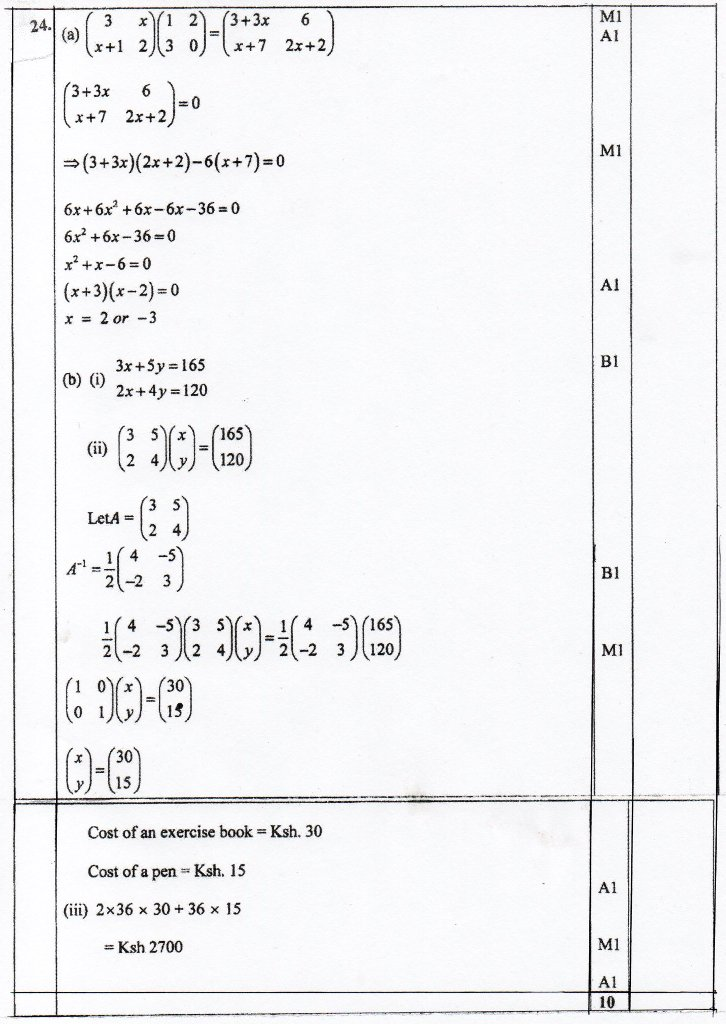 24. (a) (3 x; x+1 2)(1 2; 3 0) = (3+3x 6; x+7 2x+2) M1 A1
(3+3x 6; x+7 2x+2) = 0
⇒(3+3x)(2x+2)−6(x+7)=0 M1
6x+6x²+6x−6x−36=0
6x²+6x−36=0
x²+x−6=0
(x+3)(x−2)=0 A1
x = 2 or −3
(b) (i) 3x+5y=165 B1
2x+4y=120
(ii) (3 5; 2 4)(x; y) = (165; 120)
Let A = (3 5; 2 4)
A⁻¹ = 1/2 (4 −5; −2 3) B1
1/2 (4 −5; −2 3)(3 5; 2 4)(x; y) = 1/2 (4 −5; −2 3)(165; 120) M1
(1 0; 0 1)(x; y) = (30; 15)
(x; y) = (30; 15)
Cost of an exercise book = Ksh. 30
Cost of a pen = Ksh. 15 A1
(iii) 2×36 × 30 + 36 × 15
= Ksh 2700 M1
A1
10